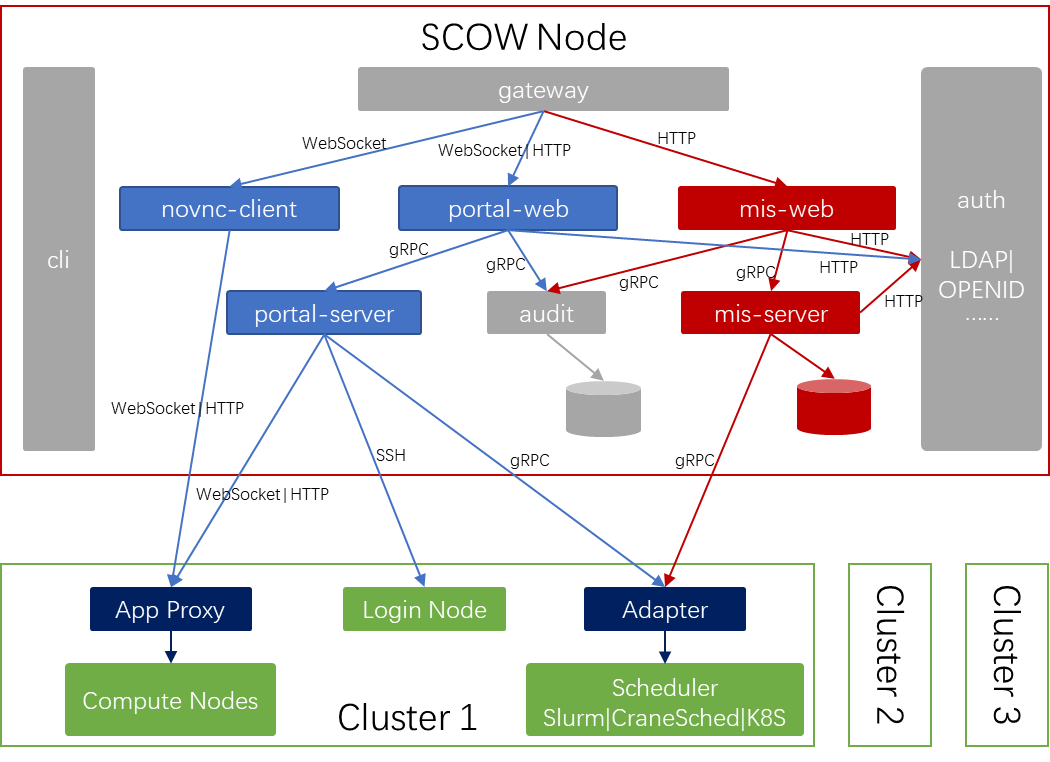 SCOW Node
gateway
WebSocket
WebSocket|HTTP
HTTP
cli
novnc-client
portal-web
mis-web
auth
LDAP|
OPENID
......
gRPC
gRPC
gRPC
gRPC
HTTP
HTTP
HTTP
portal-server
audit
mis-server
WebSocket|HTTP
SSH
gRPC
gRPC
WebSocket|HTTP
App Proxy
Login Node
Adapter
Compute Nodes
Scheduler
Slurm|CraneSched|K8S
Cluster 1
Cluster 2
Cluster 3